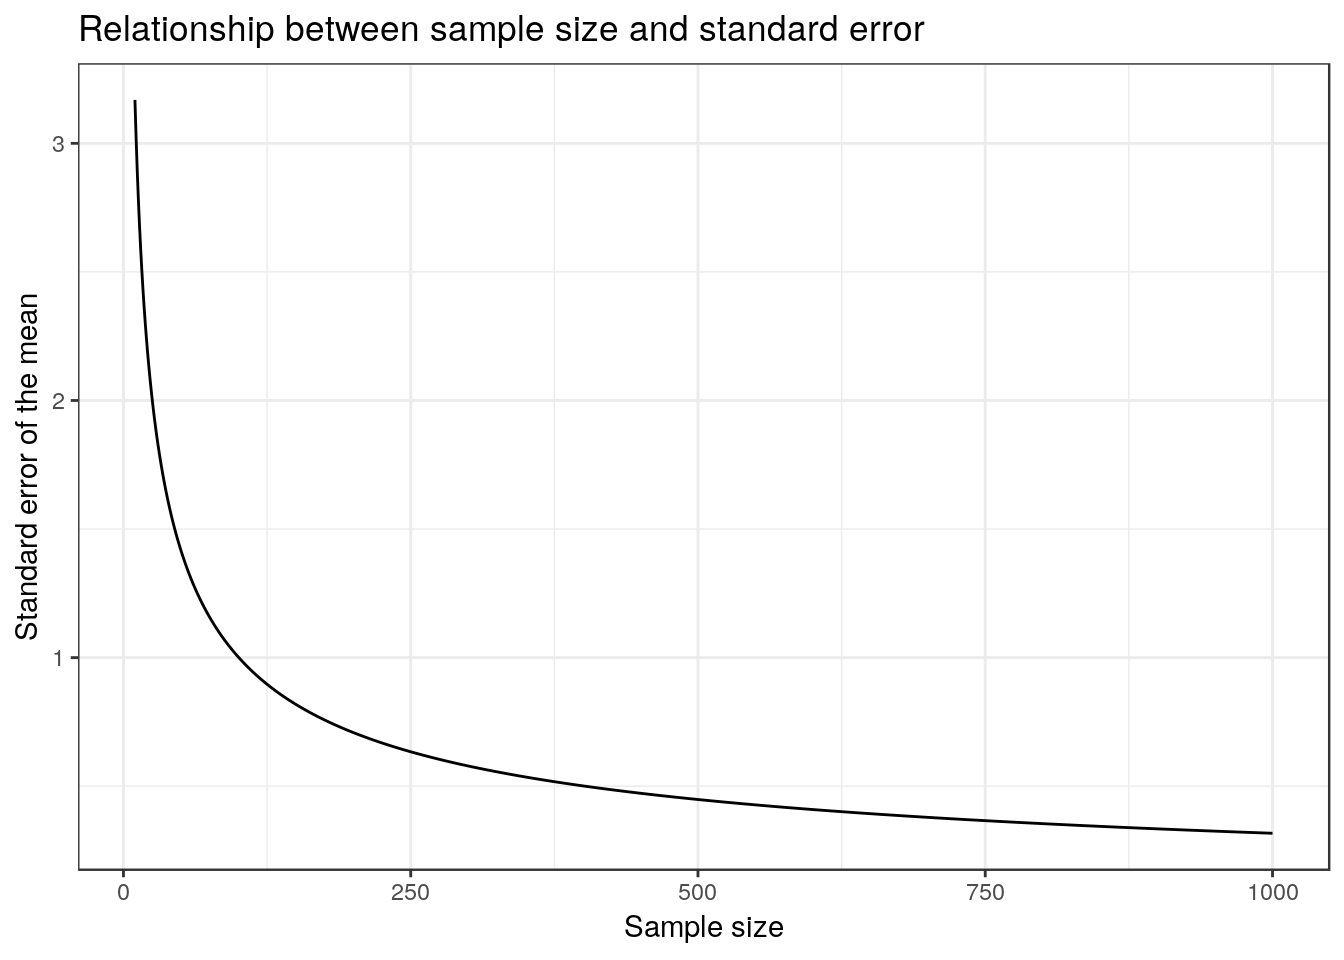 Relationship between sample size and standard error
Standard error of the mean
3
2
1
0 250 500 750 1000
Sample size